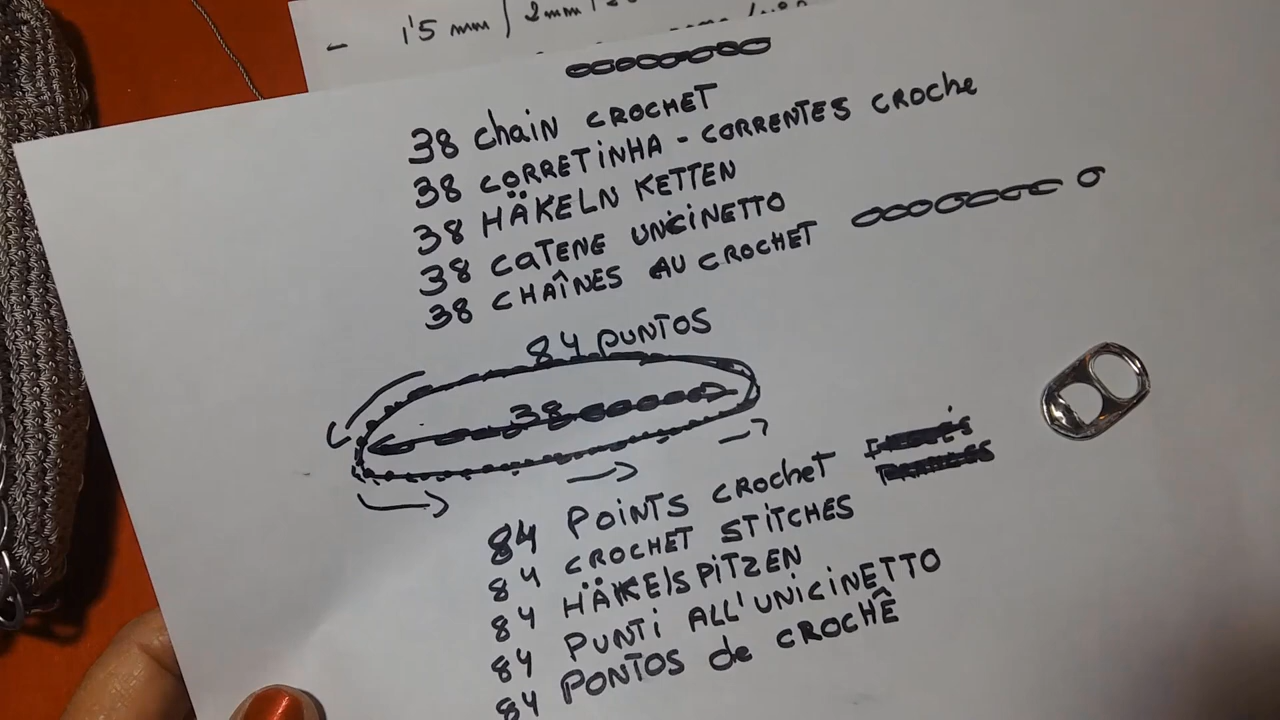 - 1'5 mm / 2mm /
38 chain CROCHET
38 CORRETINHA - CORRENTES CROche
38 HÄKELN KETTEN
38 CATENE UNCiNETTO
38 CHAÎNES AU CROCHET
84 PUNTOS
38
84 POiNTS CROCHET
84 CROCHET STiTCHES
84 HÄKElSPiTZEN
84 PUNTi ALL'UNiCiNETTO
84 PONTOS de CROCHÊ